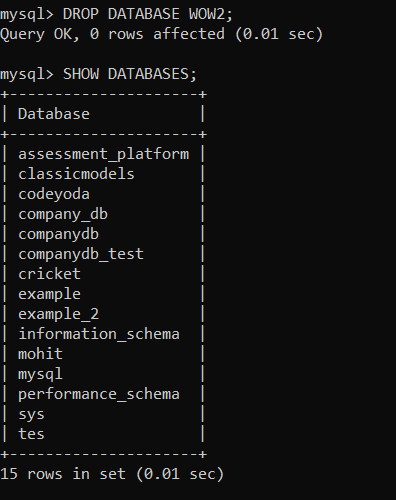 mysql> DROP DATABASE WOW2;
Query OK, 0 rows affected (0.01 sec)

mysql> SHOW DATABASES;
+---------------------+
| Database            |
+---------------------+
| assessment_platform |
| classicmodels       |
| codeyoda            |
| company_db          |
| companydb           |
| companydb_test      |
| cricket             |
| example             |
| example_2           |
| information_schema  |
| mohit               |
| mysql               |
| performance_schema  |
| sys                 |
| tes                 |
+---------------------+
15 rows in set (0.01 sec)